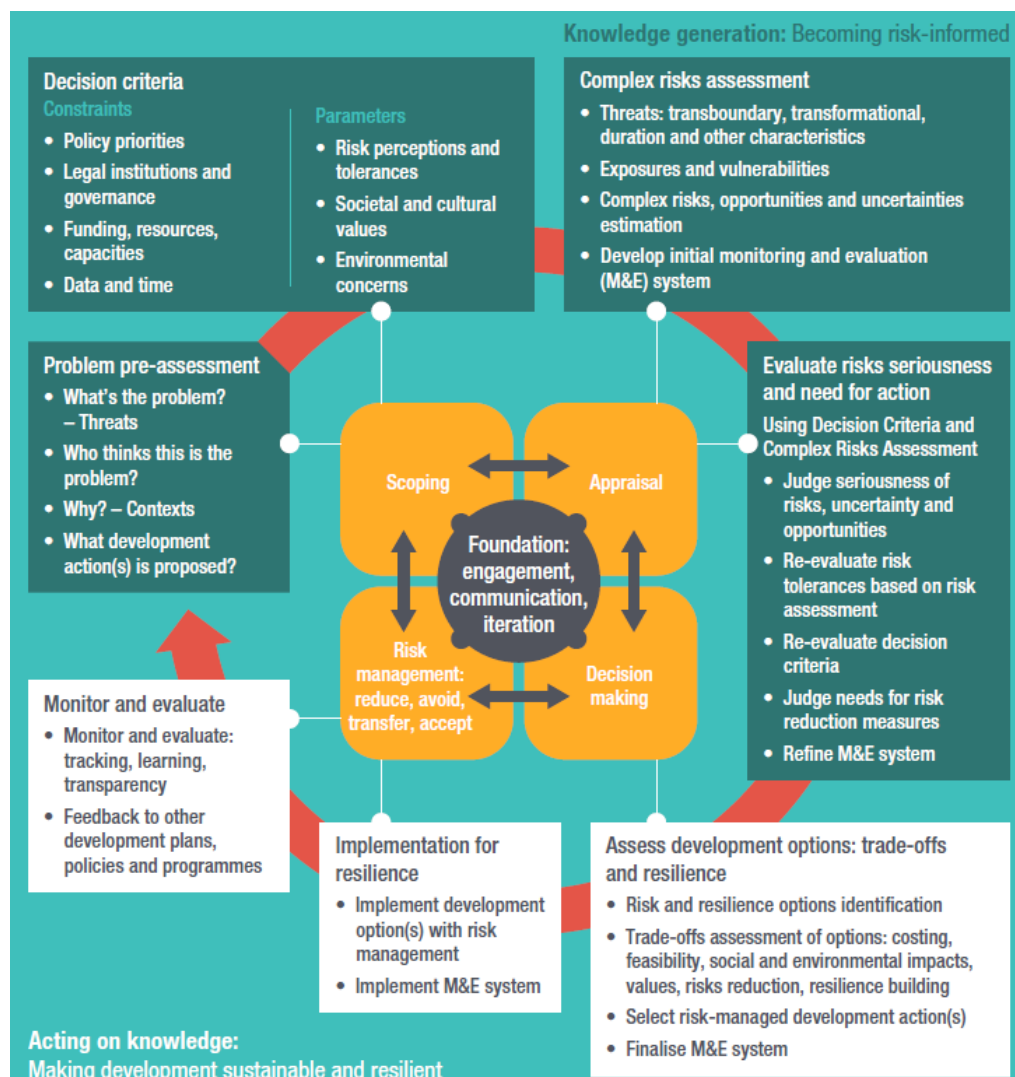 Knowledge generation: Becoming risk-informed
Decision criteria
Constraints
• Policy priorities
• Legal institutions and
governance
• Funding, resources,
capacities
• Data and time
Parameters
• Risk perceptions and
tolerances
• Societal and cultural
values
• Environmental
concerns
Complex risks assessment
• Threats: transboundary, transformational,
duration and other characteristics
• Exposures and vulnerabilities
• Complex risks, opportunities and uncertainties
estimation
• Develop initial monitoring and evaluation
(M&E) system
Problem pre-assessment
• What's the problem?
– Threats
• Who thinks this is the
problem?
• Why? – Contexts
• What development
action(s) is proposed?
Evaluate risks seriousness
and need for action
Using Decision Criteria and
Complex Risks Assessment
• Judge seriousness of
risks, uncertainty and
opportunities
• Re-evaluate risk
tolerances based on risk
assessment
• Re-evaluate decision
criteria
• Judge needs for risk
reduction measures
• Refine M&E system
Scoping
Appraisal
Foundation:
engagement,
communication,
iteration
Risk
management:
reduce, avoid,
transfer, accept
Decision
making
Monitor and evaluate
• Monitor and evaluate:
tracking, learning,
transparency
• Feedback to other
development plans,
policies and programmes
Implementation for
resilience
• Implement development
option(s) with risk
management
• Implement M&E system
Assess development options: trade-offs
and resilience
• Risk and resilience options identification
• Trade-offs assessment of options: costing,
feasibility, social and environmental impacts,
values, risks reduction, resilience building
• Select risk-managed development action(s)
• Finalise M&E system
Acting on knowledge:
Making development sustainable and resilient